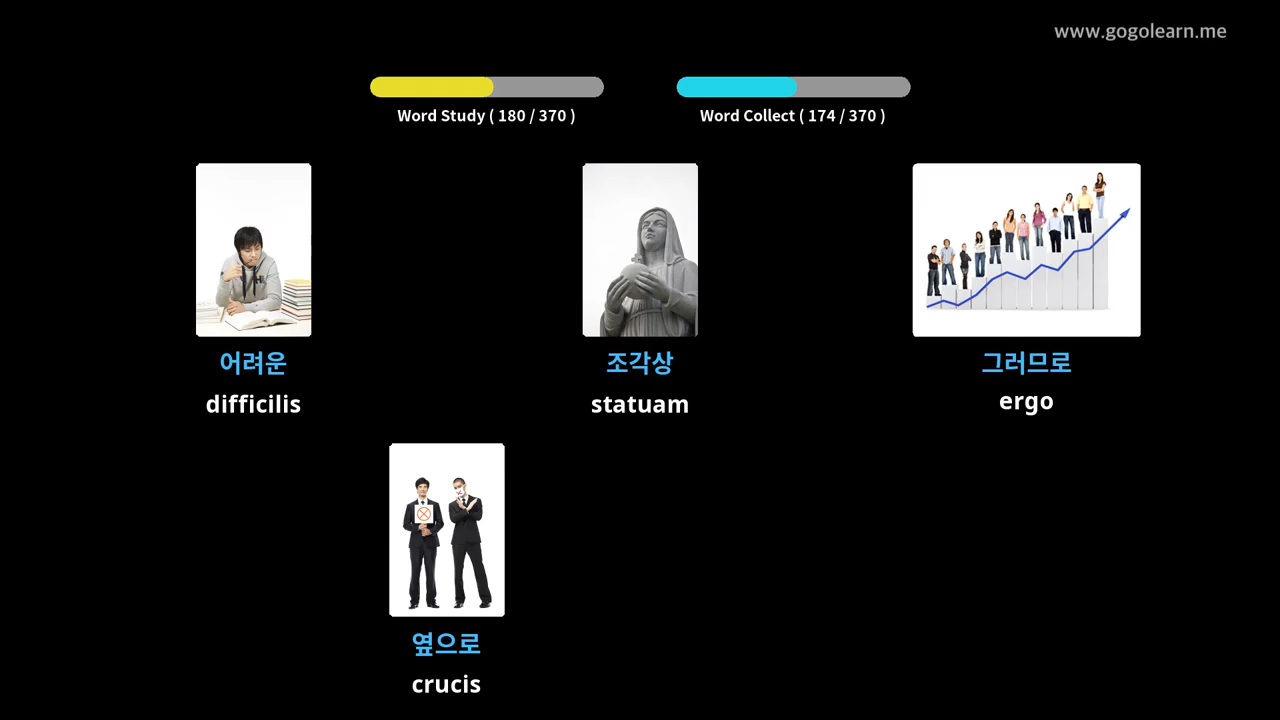 www.gogolearn.me
Word Study ( 180 / 370 )
Word Collect ( 174 / 370 )
어려운
difficilis
조각상
statuam
그러므로
ergo
옆으로
crucis